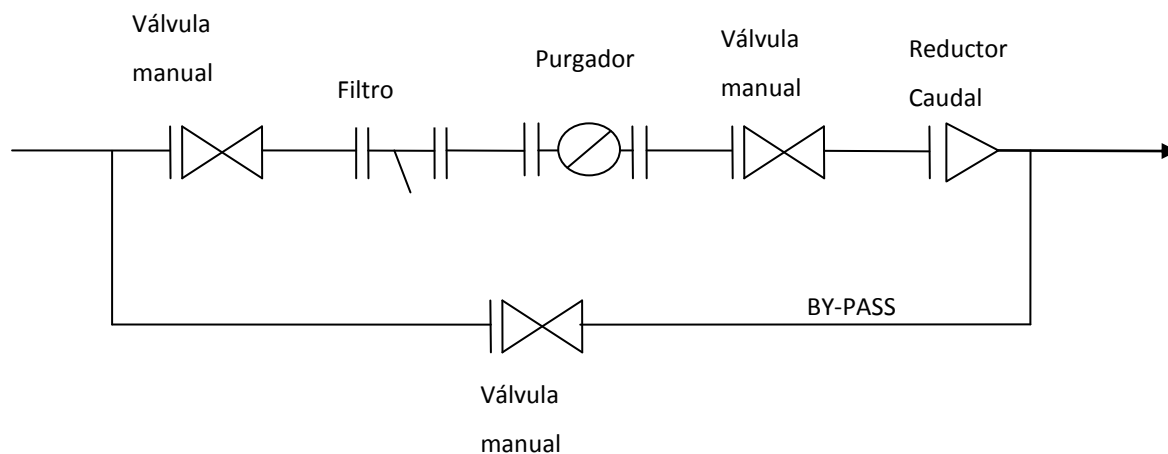 Válvula
manual
Filtro
Purgador
Válvula
manual
Reductor
Caudal
BY-PASS
Válvula
manual